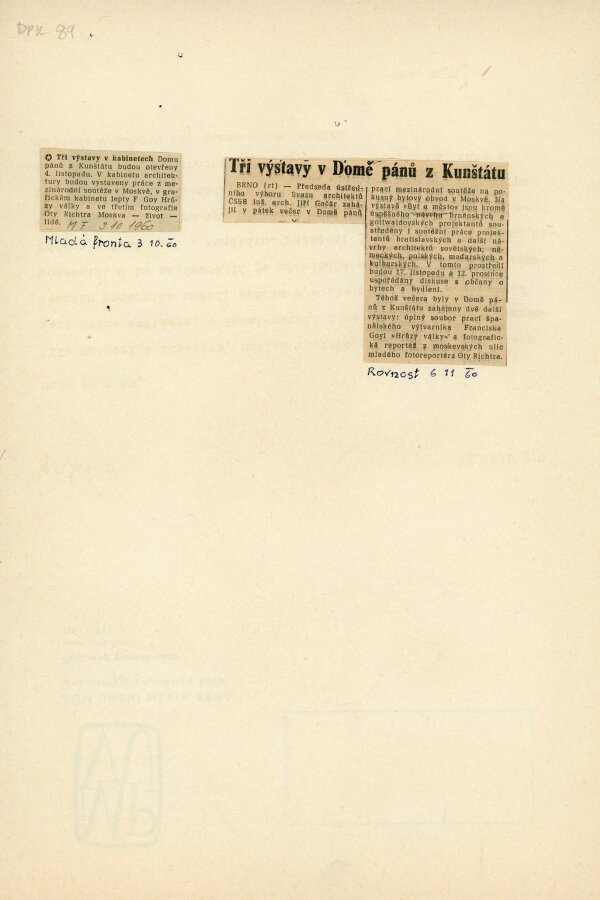 DPK 89
✪ Tři výstavy v kabinetech Domu
pánů z Kunštátu budou otevřeny
4. listopadu. V kabinetu architek-
tury budou vystaveny práce z me-
zinárodní soutěže v Moskvě, v gra-
fickém kabinetu lepty F Goy Hrů-
zy války a ve třetím fotografie
Oty Richtra Moskva — život —
lidé.
M F. 3 10 1960
Mladá fronta 3 10. 60
Tři výstavy v Domě pánů z Kunštátu
BRNO (rt) — Předseda ústřed-
ního výboru Svazu architektů
ČSSR inž. arch. Jiří Gočár zahá-
jil v pátek večer v Domě pánů
prací mezinárodní soutěže na po-
kusný bytový obvod v Moskvě. Na
výstavě »Byt a město« jsou kromě
úspěšného návrhu brněnských a
gottwaldovských projektantů sou-
středěny i soutěžní práce projek-
tantů bratislavských a další ná-
vrhy architektů sovětských, ně-
meckých, polských, maďarských a
bulharských. V tomto prostředí
budou 17. listopadu a 12. prosince
uspořádány diskuse s občany o
bytech a bydlení.
Téhož večera byly v Domě pá-
nů z Kunštátu zahájeny dvě další
výstavy: úplný soubor prací špa-
nělského výtvarníka Franciska
Goyi »Hrůzy války« a fotografic-
ká reportáž z moskevských ulic
mladého fotoreportéra Oty Richtra.
Rovnost 6 11 60